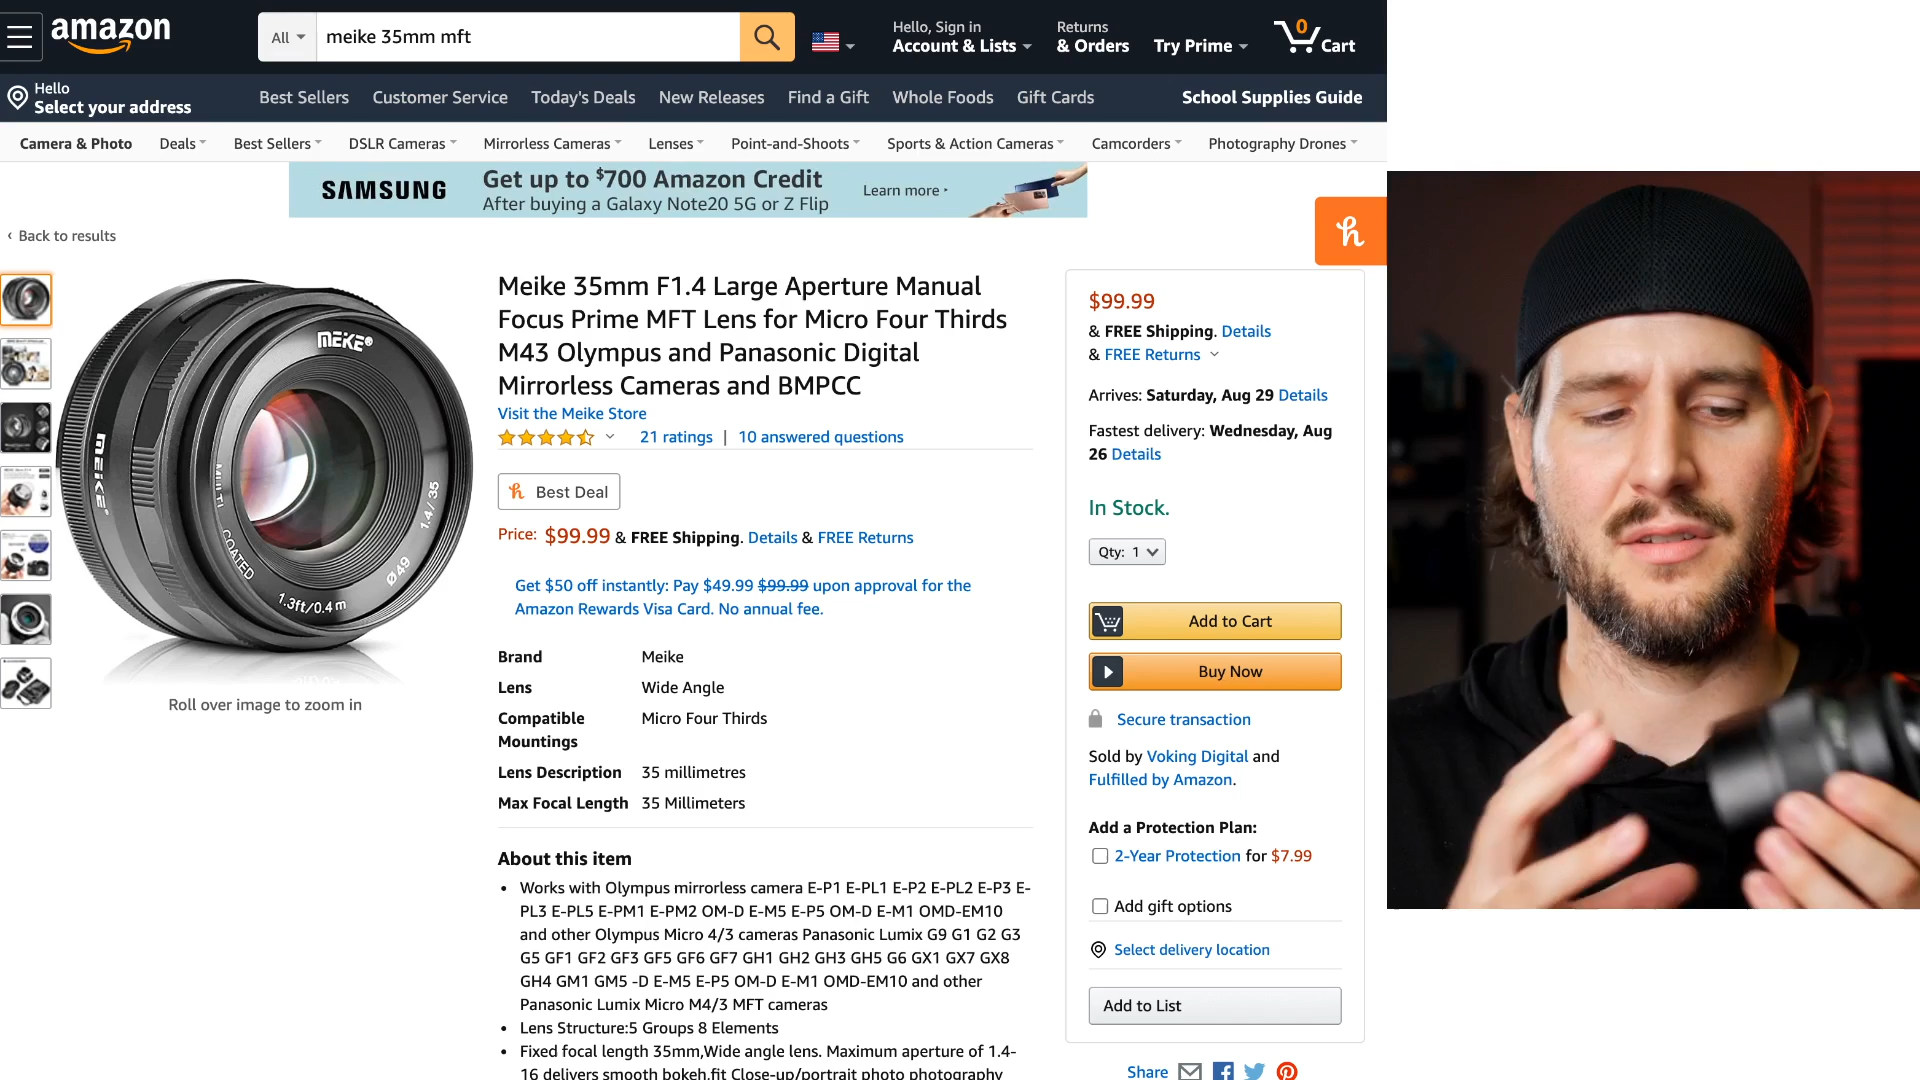 amazon
All
meike 35mm mft
Hello, Sign in
Account & Lists
Returns
& Orders
Try Prime
0
Cart
Hello
Select your address
Best Sellers
Customer Service
Today's Deals
New Releases
Find a Gift
Whole Foods
Gift Cards
School Supplies Guide
Camera & Photo
Deals
Best Sellers
DSLR Cameras
Mirrorless Cameras
Lenses
Point-and-Shoots
Sports & Action Cameras
Camcorders
Photography Drones
SAMSUNG
Get up to $700 Amazon Credit
After buying a Galaxy Note20 5G or Z Flip
Learn more
‹ Back to results
h
MEKE®
MEIKE
MULTI COATED
1.3ft/0.4m
Ø49
1.4/35
Roll over image to zoom in
Meike 35mm F1.4 Large Aperture Manual
Focus Prime MFT Lens for Micro Four Thirds
M43 Olympus and Panasonic Digital
Mirrorless Cameras and BMPCC
Visit the Meike Store
21 ratings | 10 answered questions
h Best Deal
Price: $99.99 & FREE Shipping. Details & FREE Returns
Get $50 off instantly: Pay $49.99 $99.99 upon approval for the
Amazon Rewards Visa Card. No annual fee.
Brand Meike
Lens Wide Angle
Compatible Micro Four Thirds
Mountings
Lens Description 35 millimetres
Max Focal Length 35 Millimeters
About this item
• Works with Olympus mirrorless camera E-P1 E-PL1 E-P2 E-PL2 E-P3 E-
PL3 E-PL5 E-PM1 E-PM2 OM-D E-M5 E-P5 OM-D E-M1 OMD-EM10
and other Olympus Micro 4/3 cameras Panasonic Lumix G9 G1 G2 G3
G5 GF1 GF2 GF3 GF5 GF6 GF7 GH1 GH2 GH3 GH5 G6 GX1 GX7 GX8
GH4 GM1 GM5 -D E-M5 E-P5 OM-D E-M1 OMD-EM10 and other
Panasonic Lumix Micro M4/3 MFT cameras
• Lens Structure:5 Groups 8 Elements
• Fixed focal length 35mm,Wide angle lens. Maximum aperture of 1.4-
16 delivers smooth bokeh,fit Close-up/portrait photo photography
$99.99
& FREE Shipping. Details
& FREE Returns
Arrives: Saturday, Aug 29 Details
Fastest delivery: Wednesday, Aug
26 Details
In Stock.
Qty: 1
Add to Cart
Buy Now
Secure transaction
Sold by Voking Digital and
Fulfilled by Amazon.
Add a Protection Plan:
2-Year Protection for $7.99
Add gift options
Select delivery location
Add to List
Share